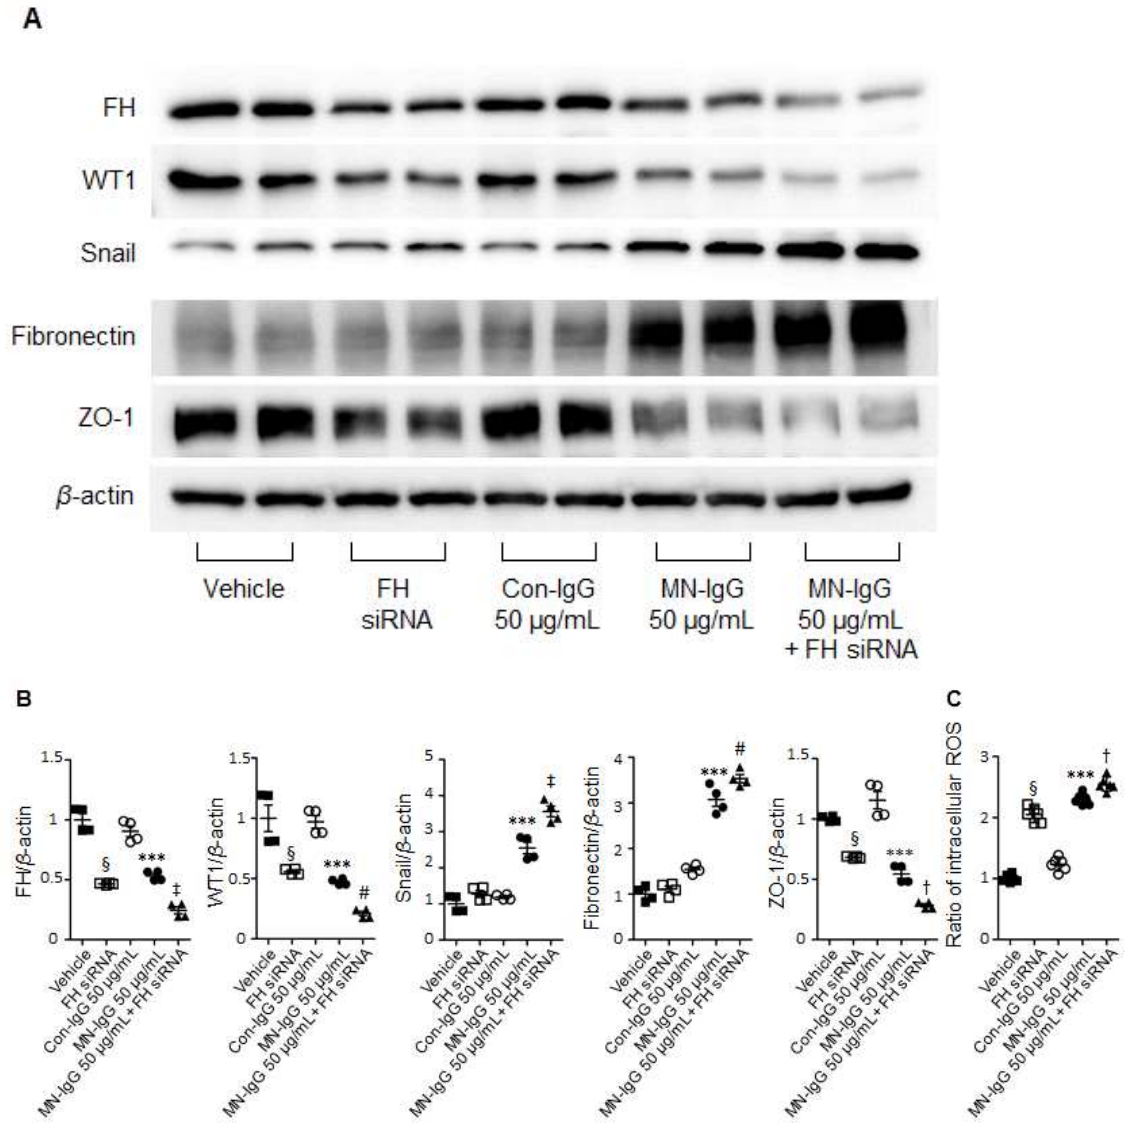 A
FH
WT1
Snail
Fibronectin
ZO-1
β-actin
Vehicle
FH
siRNA
Con-IgG
50 µg/mL
MN-IgG
50 µg/mL
MN-IgG
50 µg/mL
+ FH siRNA
B
FH/β-actin
1.5
1
0.5
0
§
***
‡
Vehicle
FH siRNA
Con-IgG 50 µg/mL
MN-IgG 50 µg/mL
MN-IgG 50 µg/mL+ FH siRNA
WT1/β-actin
1.5
1
0.5
0
§
***
#
Vehicle
FH siRNA
Con-IgG 50 µg/mL
MN-IgG 50 µg/mL
MN-IgG 50 µg/mL+ FH siRNA
Snail/β-actin
5
4
3
2
1
0
***
‡
Vehicle
FH siRNA
Con-IgG 50 µg/mL
MN-IgG 50 µg/mL
MN-IgG 50 µg/mL+ FH siRNA
Fibronectin/β-actin
4
3
2
1
0
***
#
Vehicle
FH siRNA
Con-IgG 50 µg/mL
MN-IgG 50 µg/mL
MN-IgG 50 µg/mL+ FH siRNA
ZO-1/β-actin
1.5
1
0.5
0
§
***
†
Vehicle
FH siRNA
Con-IgG 50 µg/mL
MN-IgG 50 µg/mL
MN-IgG 50 µg/mL+ FH siRNA
C
Ratio of intracellular ROS
3
2
1
0
§
***
†
Vehicle
FH siRNA
Con-IgG 50 µg/mL
MN-IgG 50 µg/mL
MN-IgG 50 µg/mL+ FH siRNA